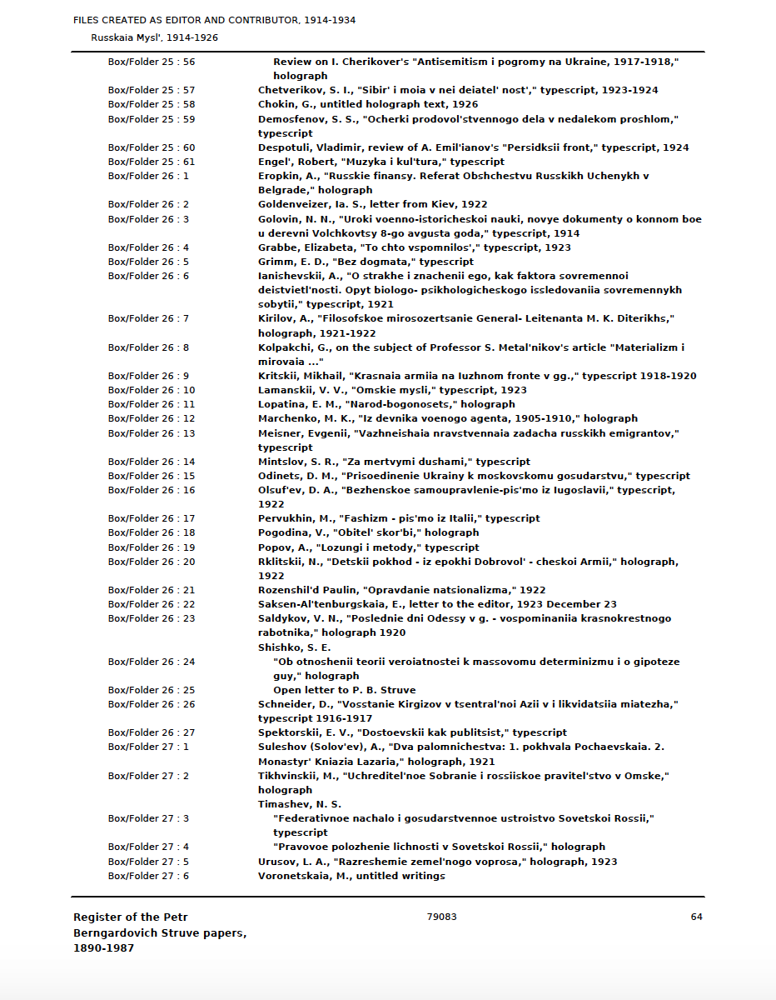 FILES CREATED AS EDITOR AND CONTRIBUTOR, 1914-1934
Russkaia Mysl', 1914-1926
Box/Folder 25 : 56 Review on I. Cherikover's "Antisemitism i pogromy na Ukraine, 1917-1918,"
holograph
Box/Folder 25 : 57 Chetverikov, S. I., "Sibir' i moia v nei deiatel' nost'," typescript, 1923-1924
Box/Folder 25 : 58 Chokin, G., untitled holograph text, 1926
Box/Folder 25 : 59 Demosfenov, S. S., "Ocherki prodovol'stvennogo dela v nedalekom proshlom,"
typescript
Box/Folder 25 : 60 Despotuli, Vladimir, review of A. Emil'ianov's "Persidksii front," typescript, 1924
Box/Folder 25 : 61 Engel', Robert, "Muzyka i kul'tura," typescript
Box/Folder 26 : 1 Eropkin, A., "Russkie finansy. Referat Obshchestvu Russkikh Uchenykh v
Belgrade," holograph
Box/Folder 26 : 2 Goldenveizer, Ia. S., letter from Kiev, 1922
Box/Folder 26 : 3 Golovin, N. N., "Uroki voenno-istoricheskoi nauki, novye dokumenty o konnom boe
u derevni Volchkovtsy 8-go avgusta goda," typescript, 1914
Box/Folder 26 : 4 Grabbe, Elizabeta, "To chto vspomnilos'," typescript, 1923
Box/Folder 26 : 5 Grimm, E. D., "Bez dogmata," typescript
Box/Folder 26 : 6 Ianishevskii, A., "O strakhe i znachenii ego, kak faktora sovremennoi
deistvietl'nosti. Opyt biologo- psikhologicheskogo issledovaniia sovremennykh
sobytii," typescript, 1921
Box/Folder 26 : 7 Kirilov, A., "Filosofskoe mirosozertsanie General- Leitenanta M. K. Diterikhs,"
holograph, 1921-1922
Box/Folder 26 : 8 Kolpakchi, G., on the subject of Professor S. Metal'nikov's article "Materializm i
mirovaia ..."
Box/Folder 26 : 9 Kritskii, Mikhail, "Krasnaia armiia na Iuzhnom fronte v gg.," typescript 1918-1920
Box/Folder 26 : 10 Lamanskii, V. V., "Omskie mysli," typescript, 1923
Box/Folder 26 : 11 Lopatina, E. M., "Narod-bogonosets," holograph
Box/Folder 26 : 12 Marchenko, M. K., "Iz devnika voenogo agenta, 1905-1910," holograph
Box/Folder 26 : 13 Meisner, Evgenii, "Vazhneishaia nravstvennaia zadacha russkikh emigrantov,"
typescript
Box/Folder 26 : 14 Mintslov, S. R., "Za mertvymi dushami," typescript
Box/Folder 26 : 15 Odinets, D. M., "Prisoedinenie Ukrainy k moskovskomu gosudarstvu," typescript
Box/Folder 26 : 16 Olsuf'ev, D. A., "Bezhenskoe samoupravlenie-pis'mo iz Iugoslavii," typescript,
1922
Box/Folder 26 : 17 Pervukhin, M., "Fashizm - pis'mo iz Italii," typescript
Box/Folder 26 : 18 Pogodina, V., "Obitel' skor'bi," holograph
Box/Folder 26 : 19 Popov, A., "Lozungi i metody," typescript
Box/Folder 26 : 20 Rklitskii, N., "Detskii pokhod - iz epokhi Dobrovol' - cheskoi Armii," holograph,
1922
Box/Folder 26 : 21 Rozenshil'd Paulin, "Opravdanie natsionalizma," 1922
Box/Folder 26 : 22 Saksen-Al'tenburgskaia, E., letter to the editor, 1923 December 23
Box/Folder 26 : 23 Saldykov, V. N., "Poslednie dni Odessy v g. - vospominaniia krasnokrestnogo
rabotnika," holograph 1920
Shishko, S. E.
Box/Folder 26 : 24 "Ob otnoshenii teorii veroiatnostei k massovomu determinizmu i o gipoteze
guy," holograph
Box/Folder 26 : 25 Open letter to P. B. Struve
Box/Folder 26 : 26 Schneider, D., "Vosstanie Kirgizov v tsentral'noi Azii v i likvidatsiia miatezha,"
typescript 1916-1917
Box/Folder 26 : 27 Spektorskii, E. V., "Dostoevskii kak publitsist," typescript
Box/Folder 27 : 1 Suleshov (Solov'ev), A., "Dva palomnichestva: 1. pokhvala Pochaevskaia. 2.
Monastyr' Kniazia Lazaria," holograph, 1921
Box/Folder 27 : 2 Tikhvinskii, M., "Uchreditel'noe Sobranie i rossiiskoe pravitel'stvo v Omske,"
holograph
Timashev, N. S.
Box/Folder 27 : 3 "Federativnoe nachalo i gosudarstvennoe ustroistvo Sovetskoi Rossii,"
typescript
Box/Folder 27 : 4 "Pravovoe polozhenie lichnosti v Sovetskoi Rossii," holograph
Box/Folder 27 : 5 Urusov, L. A., "Razreshemie zemel'nogo voprosa," holograph, 1923
Box/Folder 27 : 6 Voronetskaia, M., untitled writings
Register of the Petr 79083 64
Berngardovich Struve papers,
1890-1987